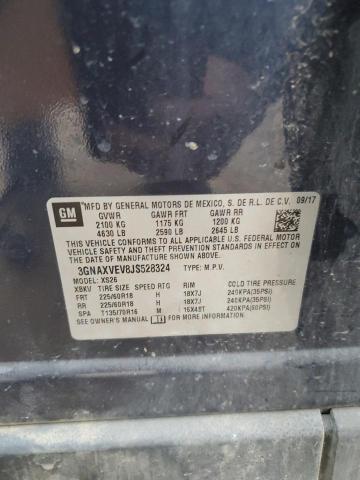 GM
MFD BY GENERAL MOTORS DE MEXICO, S. DE R.L. DE C.V. 09/17
GVWR GAWR FRT GAWR RR
2100 KG 1175 KG 1200 KG
4630 LB 2590 LB 2645 LB
THIS VEHICLE CONFORMS TO ALL APPLICABLE U.S. FEDERAL MOTOR
VEHICLE SAFETY, BUMPER, AND THEFT PREVENTION STANDARDS
IN EFFECT ON THE DATE OF MANUFACTURE SHOWN ABOVE.
3GNAXVEV8JS528324 TYPE: M.P.V.
MODEL: XS26
XBKV TIRE SIZE SPEED RTG RIM COLD TIRE PRESSURE
FRT 225/60R18 H 18X7J 240KPA(35PSI)
RR 225/60R18 H 18X7J 240KPA(35PSI)
SPA T135/70R16 M 16X4BT 420KPA(60PSI)
SEE OWNER'S MANUAL FOR ADDITIONAL INFORMATION